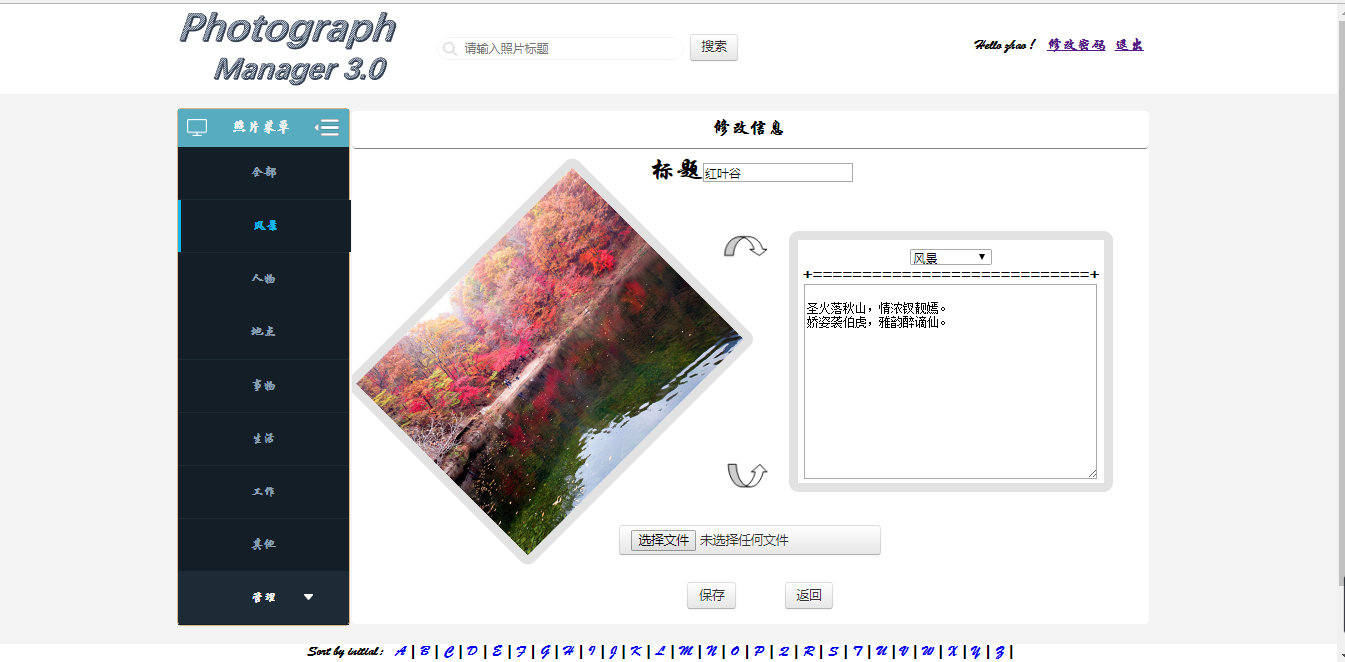 Photograph
Manager 3.0
请输入照片标题
搜索
Hello zhao！ 修改密码 退出
照片菜单
全部
风景
人物
地点
事物
生活
工作
其他
管理
修改信息
标题 红叶谷
风景
+============================+
圣火落秋山，情浓钗靓嫣。
娇姿袭伯虎，雅韵醉谪仙。
选择文件 未选择任何文件
保存 返回
Sort by initial: A | B | C | D | E | F | G | H | I | J | K | L | M | N | O | P | Q | R | S | T | U | V | W | X | Y | Z |